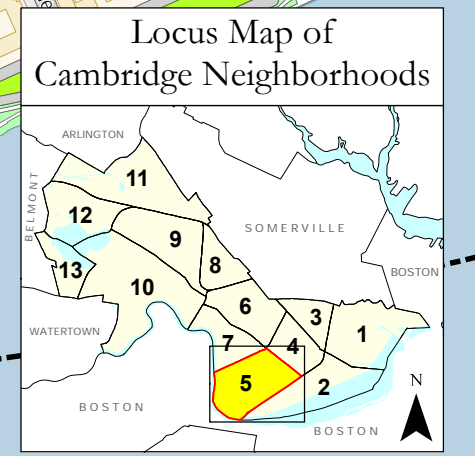 Locus Map of
Cambridge Neighborhoods
ARLINGTON
11
BELMONT
12
9
SOMERVILLE
8
13
BOSTON
10
6
3
1
WATERTOWN
7
4
5
2
N
BOSTON
BOSTON